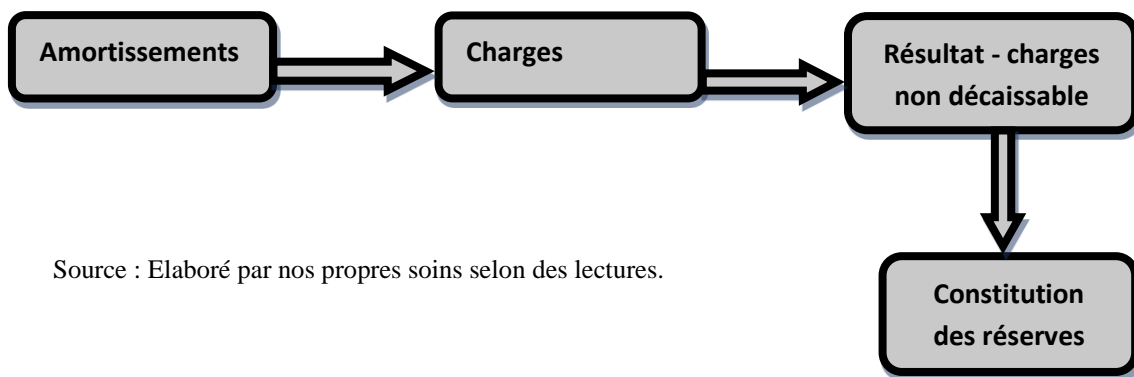 Amortissements
Charges
Résultat - charges
non décaissable
Source : Elaboré par nos propres soins selon des lectures.
Constitution
des réserves